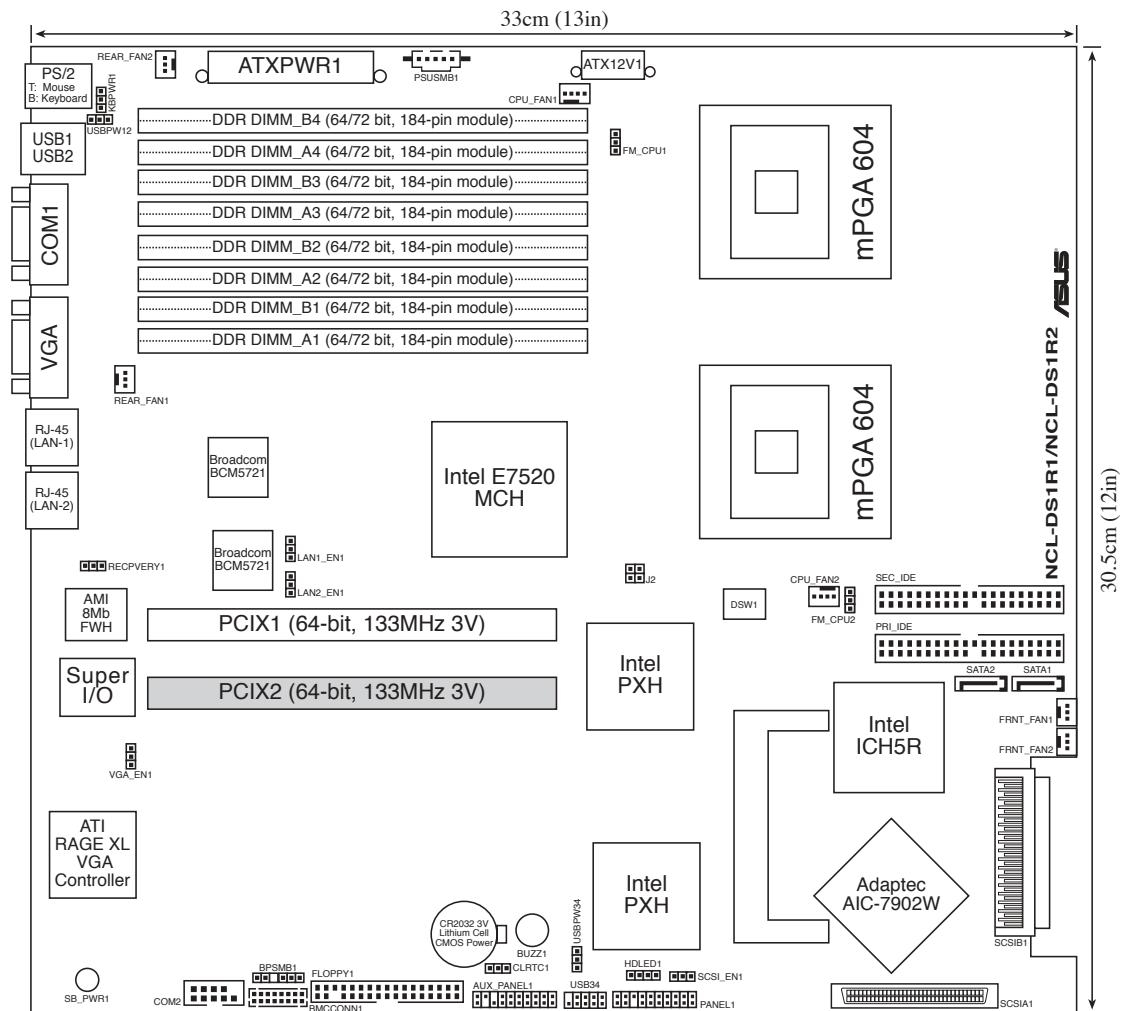 33cm (13in)
REAR_FAN2
ATXPWR1
PSUSMB1
ATX12V1
PS/2
T: Mouse
B: Keyboard
KBPWR1
CPU_FAN1
USBPW12
DDR DIMM_B4 (64/72 bit, 184-pin module)
FM_CPU1
USB1
USB2
DDR DIMM_A4 (64/72 bit, 184-pin module)
DDR DIMM_B3 (64/72 bit, 184-pin module)
COM1
DDR DIMM_A3 (64/72 bit, 184-pin module)
mPGA 604
DDR DIMM_B2 (64/72 bit, 184-pin module)
DDR DIMM_A2 (64/72 bit, 184-pin module)
DDR DIMM_B1 (64/72 bit, 184-pin module)
VGA
DDR DIMM_A1 (64/72 bit, 184-pin module)
ASUS
NCL-DS1R1/NCL-DS1R2
30.5cm (12in)
REAR_FAN1
RJ-45
(LAN-1)
Broadcom
BCM5721
Intel E7520
MCH
mPGA 604
RJ-45
(LAN-2)
Broadcom
BCM5721
LAN1_EN1
RECPVERY1
LAN2_EN1
J2
DSW1
CPU_FAN2
FM_CPU2
SEC_IDE
AMI
8Mb
FWH
PCIX1 (64-bit, 133MHz 3V)
PRI_IDE
Super
I/O
PCIX2 (64-bit, 133MHz 3V)
Intel
PXH
SATA2
SATA1
Intel
ICH5R
FRNT_FAN1
FRNT_FAN2
VGA_EN1
ATI
RAGE XL
VGA
Controller
Intel
PXH
Adaptec
AIC-7902W
CR2032 3V
Lithium Cell
CMOS Power
BUZZ1
USBPW34
SCSIB1
SB_PWR1
BPSMB1
FLOPPY1
CLRTC1
HDLED1
SCSI_EN1
COM2
BMCCONN1
AUX_PANEL1
USB34
PANEL1
SCSIA1